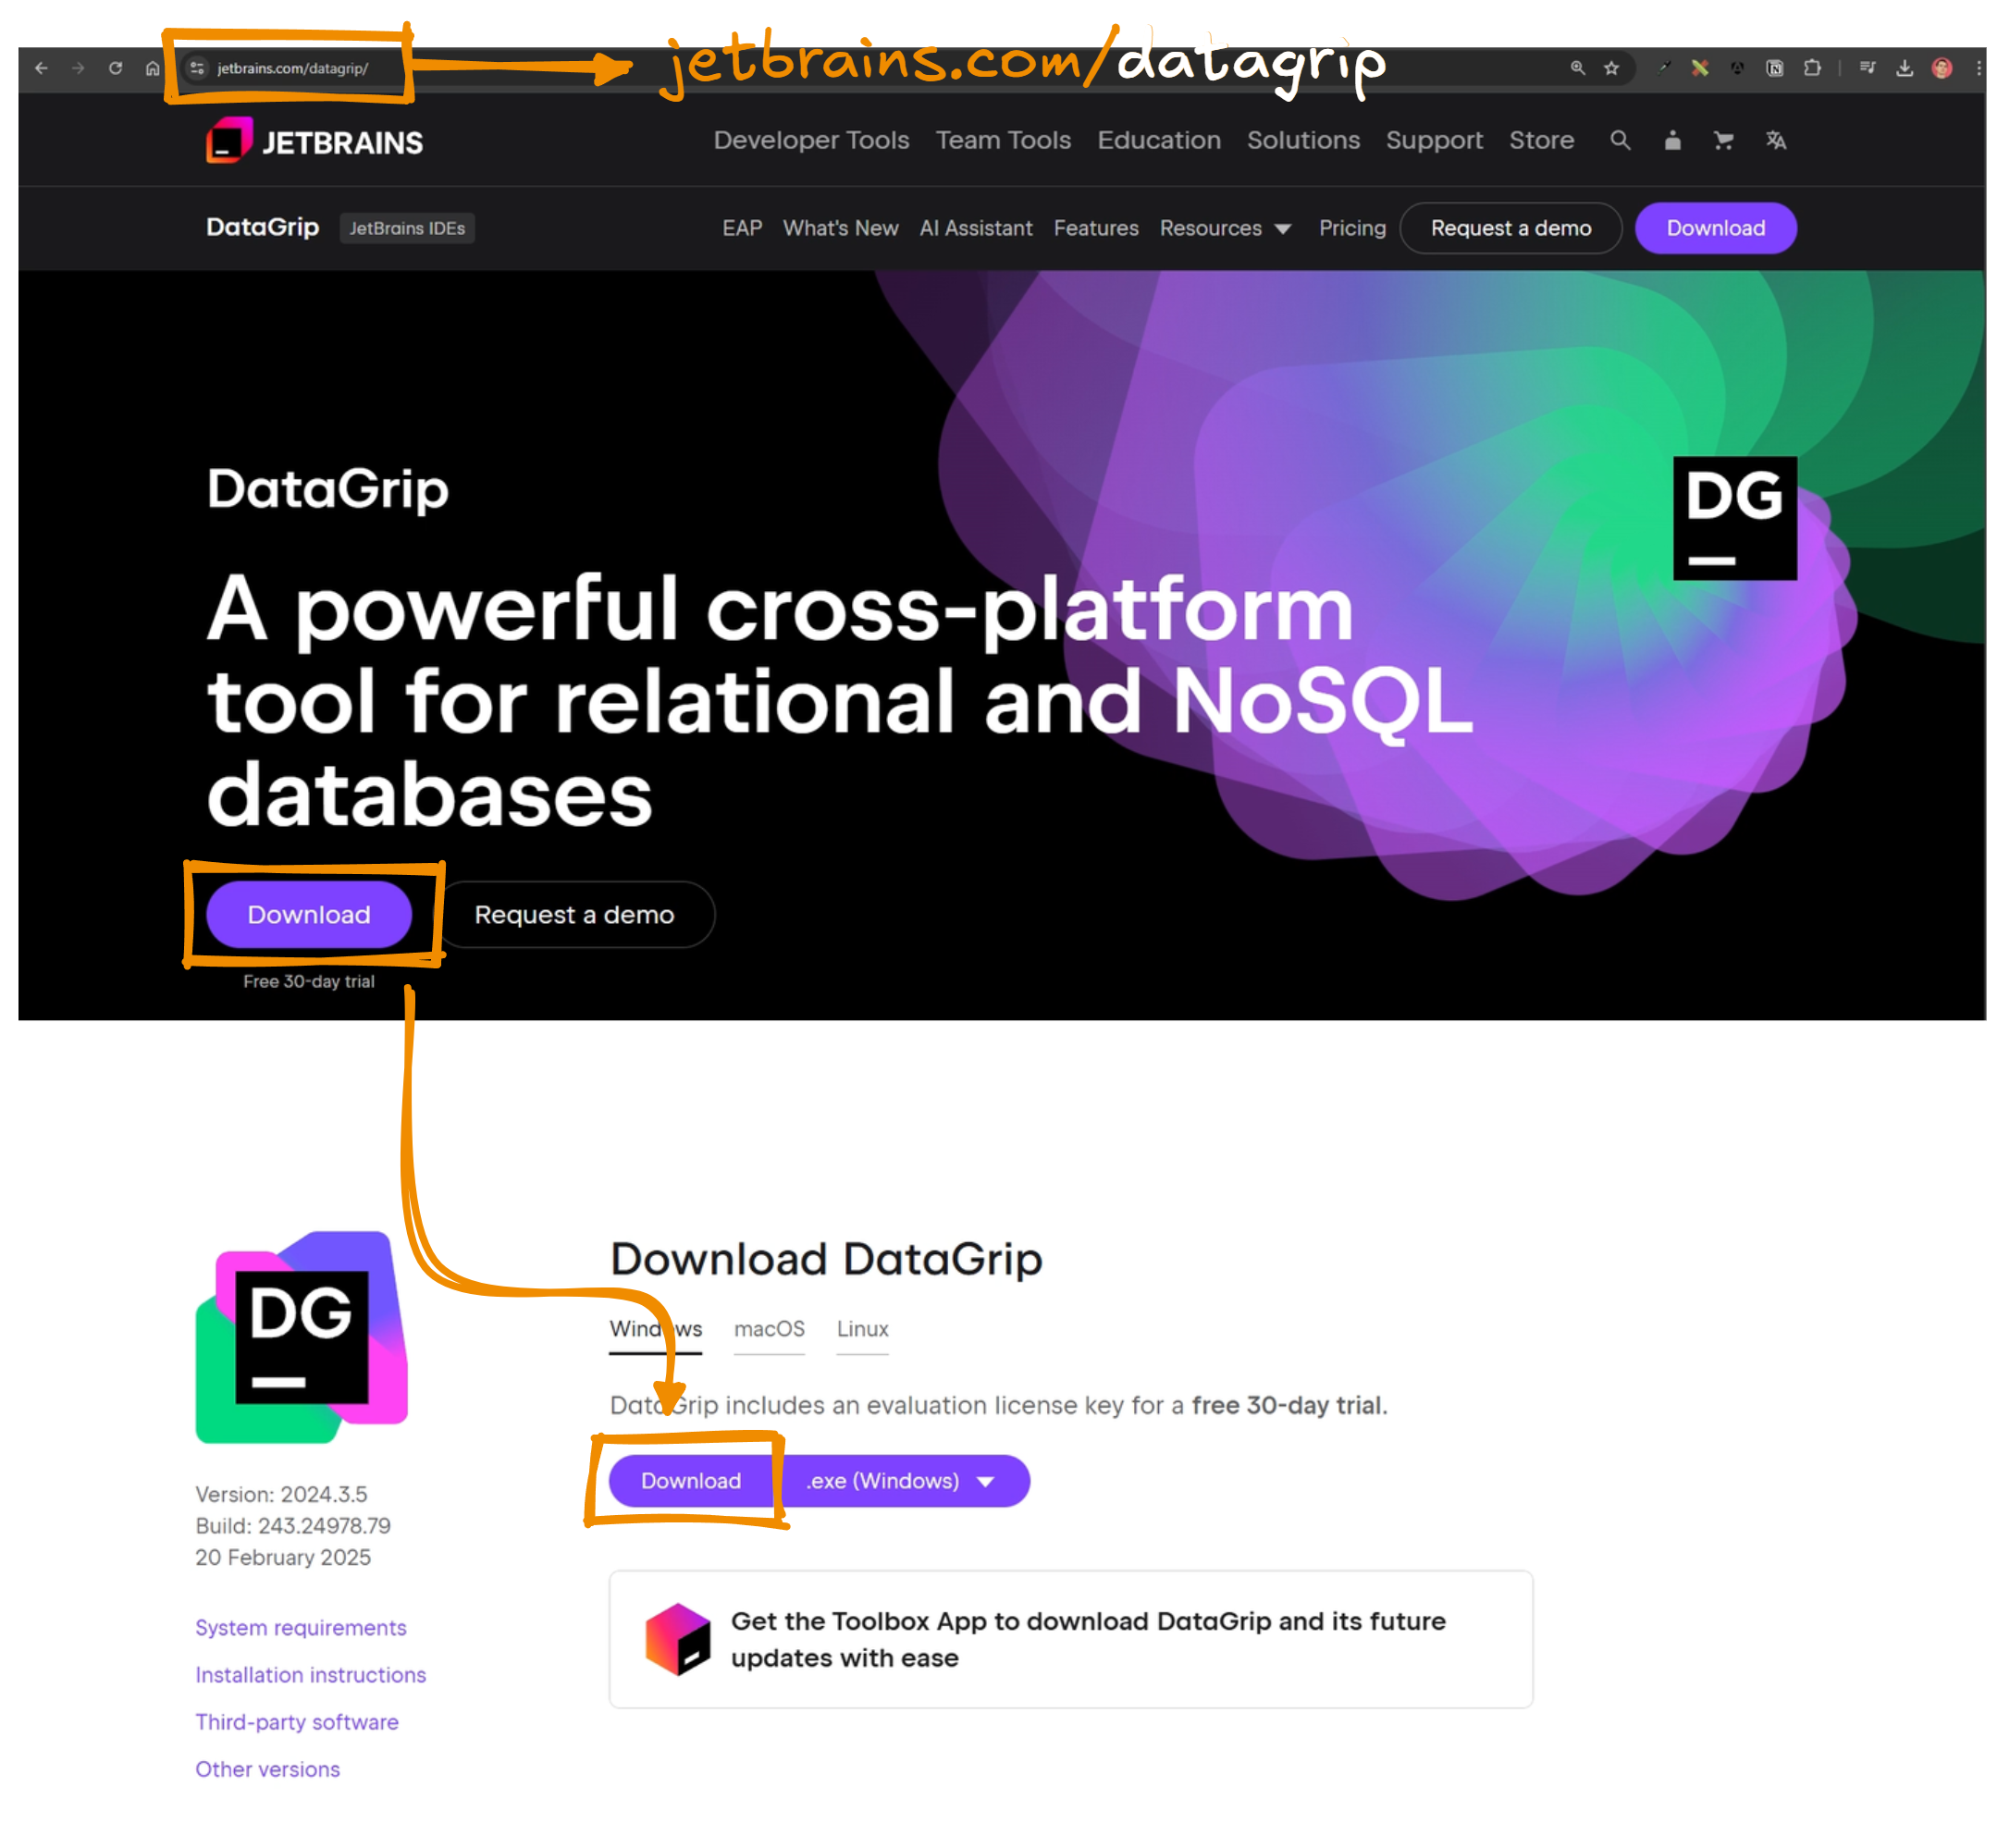 jetbrains.com/datagrip/
jetbrains.com/datagrip
JETBRAINS
Developer Tools Team Tools Education Solutions Support Store
DataGrip JetBrains IDEs
EAP What's New AI Assistant Features Resources Pricing Request a demo Download
DG
DataGrip
A powerful cross-platform
tool for relational and NoSQL
databases
Download Request a demo
Free 30-day trial
DG
Version: 2024.3.5
Build: 243.24978.79
20 February 2025
System requirements
Installation instructions
Third-party software
Other versions
Download DataGrip
Windows macOS Linux
DataGrip includes an evaluation license key for a free 30-day trial.
Download .exe (Windows)
Get the Toolbox App to download DataGrip and its future
updates with ease